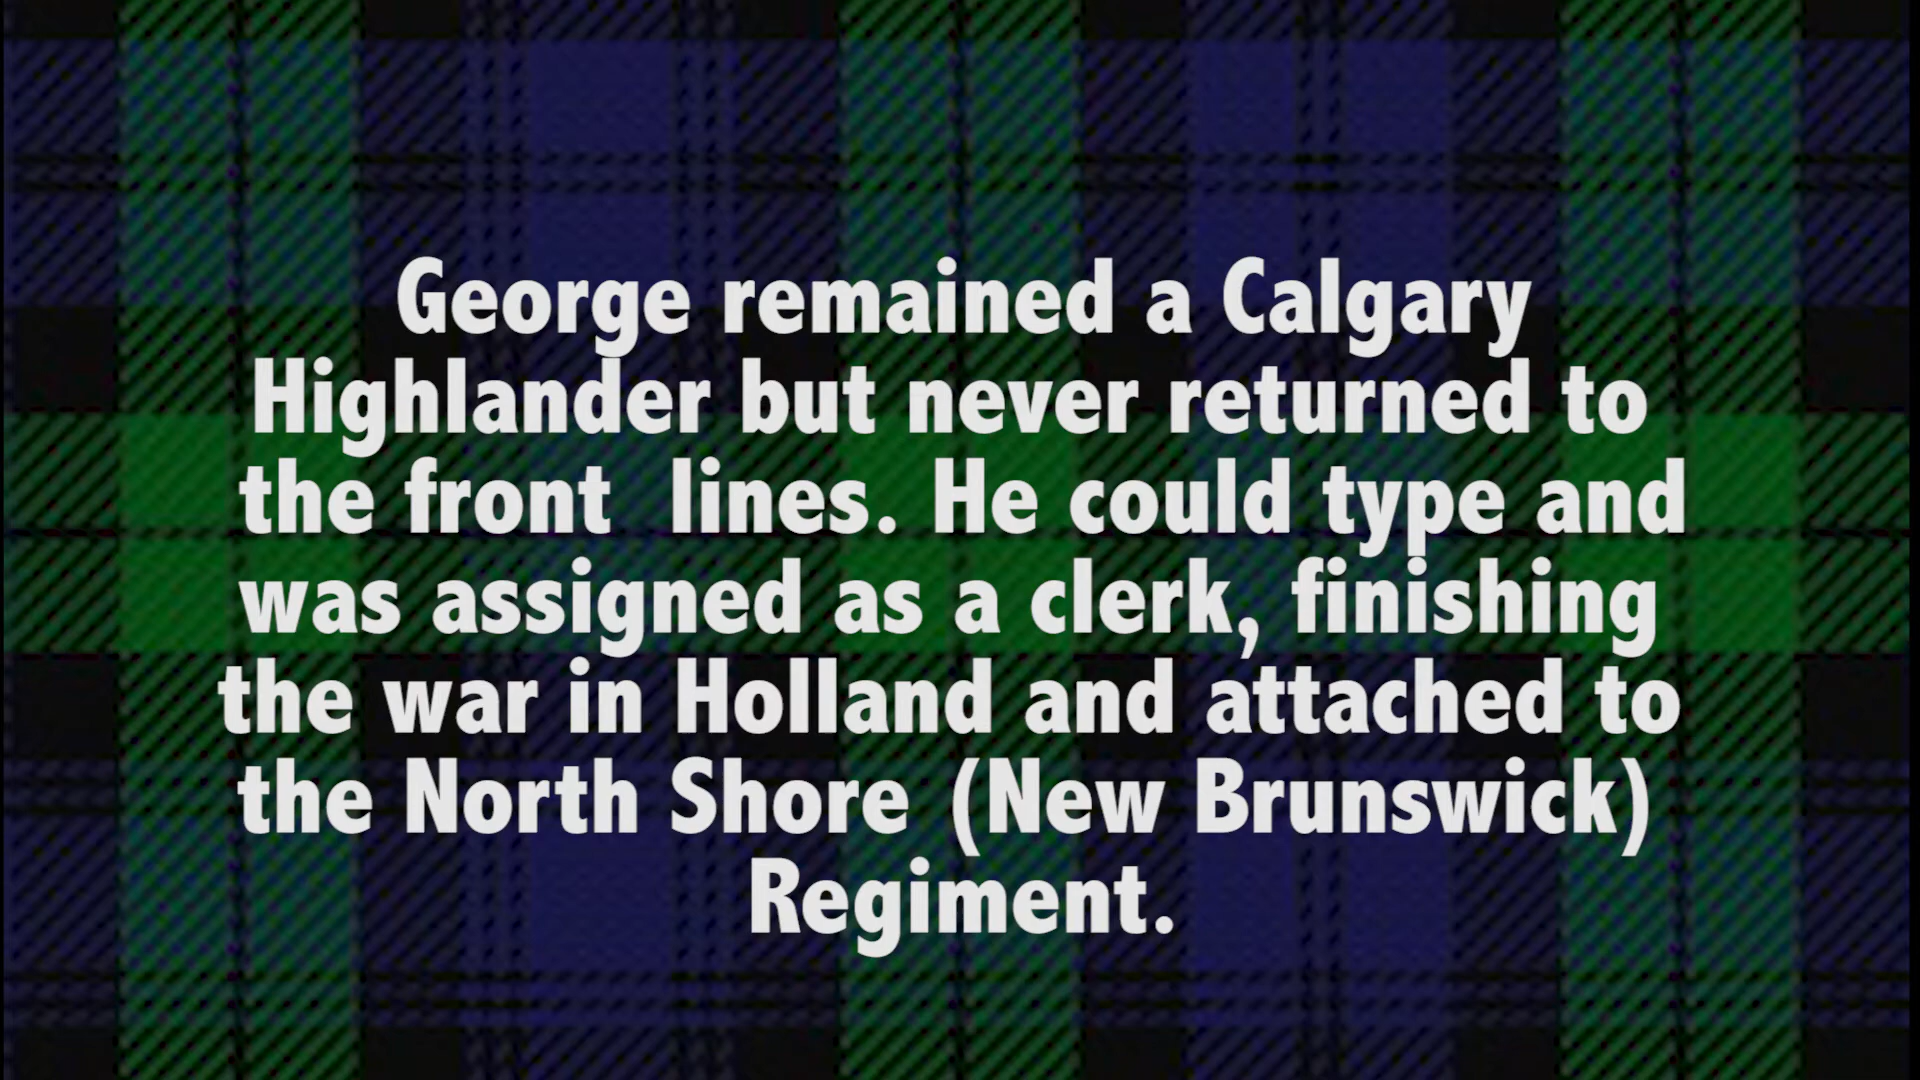 George remained a Calgary
Highlander but never returned to
the front  lines. He could type and
was assigned as a clerk, finishing
the war in Holland and attached to
the North Shore (New Brunswick)
Regiment.